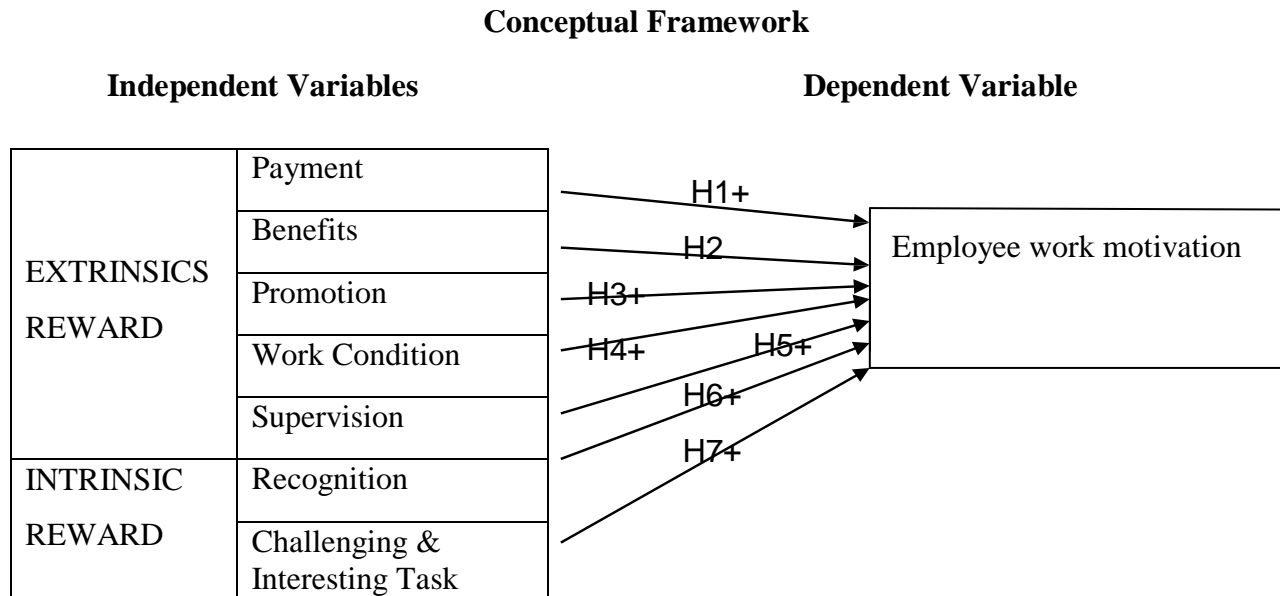 Conceptual Framework
Independent Variables
Dependent Variable
EXTRINSICS
REWARD
Payment
Benefits
Promotion
Work Condition
Supervision
INTRINSIC
REWARD
Recognition
Challenging &
Interesting Task
H1+
H2
H3+
H4+
H5+
H6+
H7+
Employee work motivation